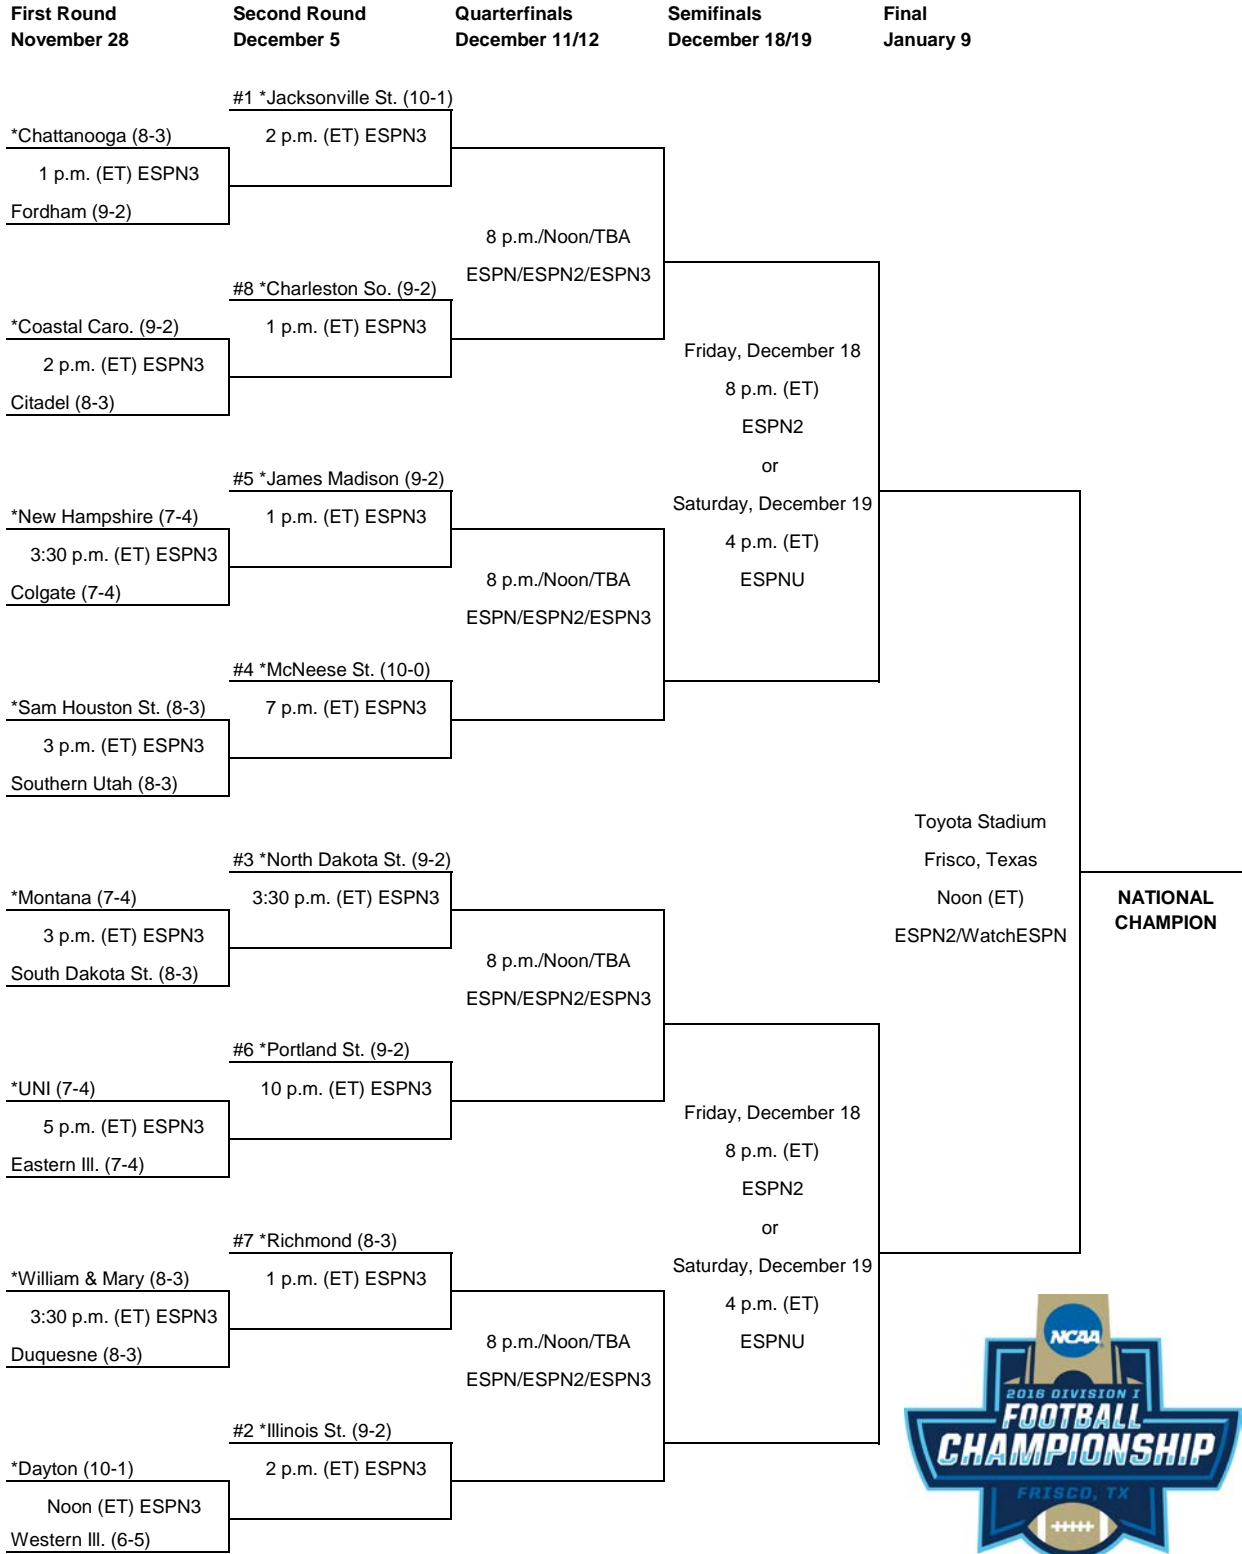 First Round
November 28
Second Round
December 5
Quarterfinals
December 11/12
Semifinals
December 18/19
Final
January 9
#1 *Jacksonville St. (10-1)
2 p.m. (ET) ESPN3
*Chattanooga (8-3)
1 p.m. (ET) ESPN3
Fordham (9-2)
8 p.m./Noon/TBA
ESPN/ESPN2/ESPN3
#8 *Charleston So. (9-2)
1 p.m. (ET) ESPN3
*Coastal Caro. (9-2)
2 p.m. (ET) ESPN3
Citadel (8-3)
Friday, December 18
8 p.m. (ET)
ESPN2
or
Saturday, December 19
4 p.m. (ET)
ESPNU
#5 *James Madison (9-2)
1 p.m. (ET) ESPN3
*New Hampshire (7-4)
3:30 p.m. (ET) ESPN3
Colgate (7-4)
8 p.m./Noon/TBA
ESPN/ESPN2/ESPN3
#4 *McNeese St. (10-0)
7 p.m. (ET) ESPN3
*Sam Houston St. (8-3)
3 p.m. (ET) ESPN3
Southern Utah (8-3)
Toyota Stadium
Frisco, Texas
Noon (ET)
ESPN2/WatchESPN
NATIONAL
CHAMPION
#3 *North Dakota St. (9-2)
3:30 p.m. (ET) ESPN3
*Montana (7-4)
3 p.m. (ET) ESPN3
South Dakota St. (8-3)
8 p.m./Noon/TBA
ESPN/ESPN2/ESPN3
#6 *Portland St. (9-2)
10 p.m. (ET) ESPN3
*UNI (7-4)
5 p.m. (ET) ESPN3
Eastern Ill. (7-4)
Friday, December 18
8 p.m. (ET)
ESPN2
or
Saturday, December 19
4 p.m. (ET)
ESPNU
#7 *Richmond (8-3)
1 p.m. (ET) ESPN3
*William & Mary (8-3)
3:30 p.m. (ET) ESPN3
Duquesne (8-3)
8 p.m./Noon/TBA
ESPN/ESPN2/ESPN3
#2 *Illinois St. (9-2)
2 p.m. (ET) ESPN3
*Dayton (10-1)
Noon (ET) ESPN3
Western Ill. (6-5)
NCAA
2016 DIVISION I
FOOTBALL
CHAMPIONSHIP
FRISCO, TX